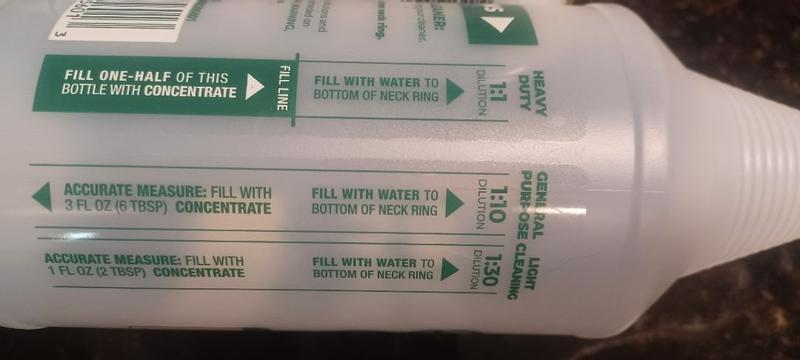 HEAVY
DUTY
1:1
DILUTION
FILL WITH WATER TO
BOTTOM OF NECK RING
FILL LINE
FILL ONE-HALF OF THIS
BOTTLE WITH CONCENTRATE
GENERAL
PURPOSE
1:10
DILUTION
FILL WITH WATER TO
BOTTOM OF NECK RING
ACCURATE MEASURE: FILL WITH
3 FL OZ (6 TBSP) CONCENTRATE
LIGHT
CLEANING
1:30
DILUTION
FILL WITH WATER TO
BOTTOM OF NECK RING
ACCURATE MEASURE: FILL WITH
1 FL OZ (2 TBSP) CONCENTRATE
WARNING,
3